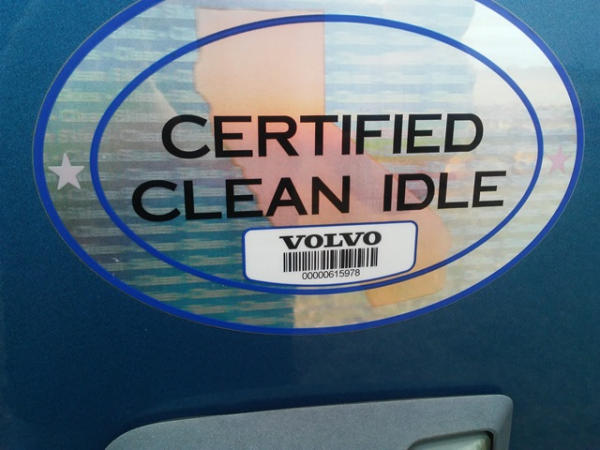 CERTIFIED
CLEAN IDLE
VOLVO
00000615978